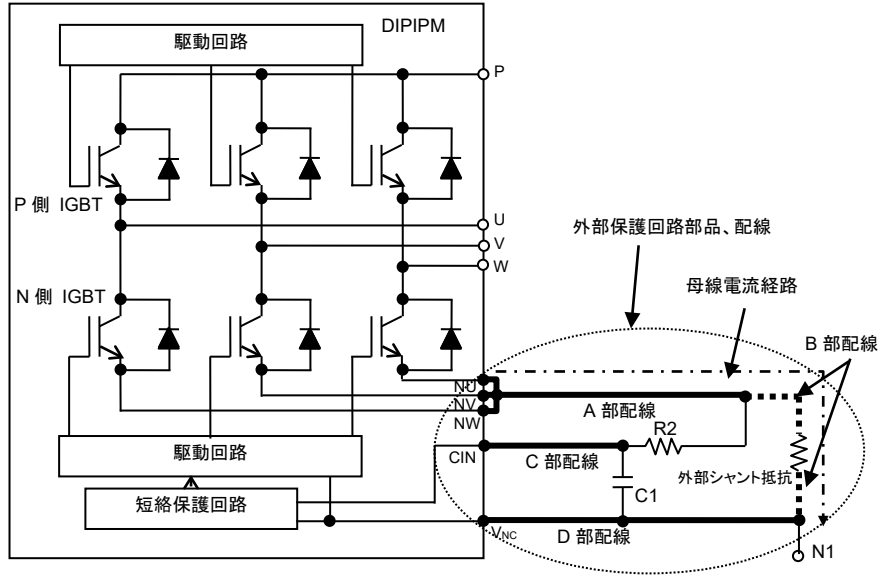 DIPIPM
駆動回路
P
P 側 IGBT
U
V
W
外部保護回路部品、配線
母線電流経路
N 側 IGBT
B 部配線
NU
NV
NW
A 部配線
R2
駆動回路
CIN
C 部配線
外部シャント抵抗
短絡保護回路
C1
VNC
D 部配線
N1